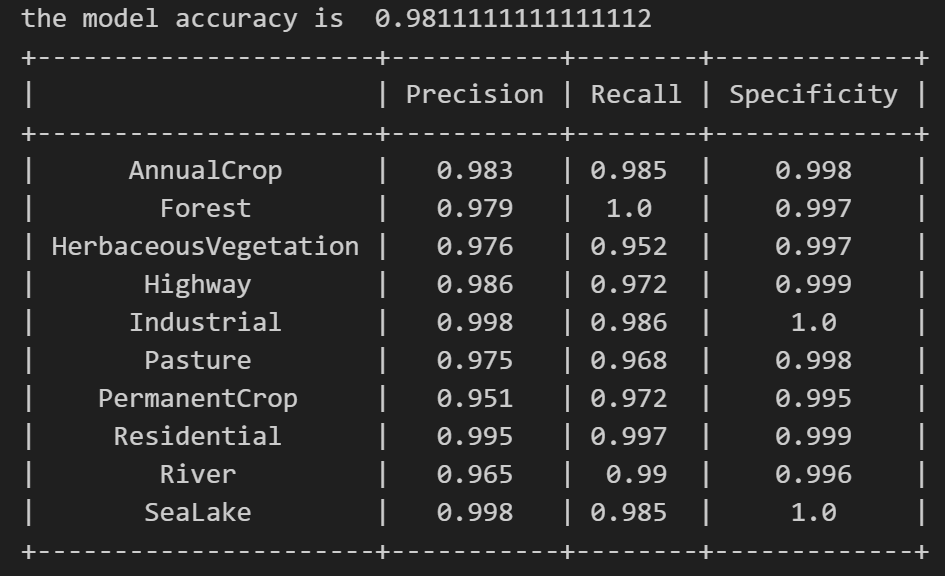 the model accuracy is  0.9811111111111112
+----------------------+-----------+--------+-------------+
|                      | Precision | Recall | Specificity |
+----------------------+-----------+--------+-------------+
|      AnnualCrop      |   0.983   | 0.985  |    0.998    |
|        Forest        |   0.979   |  1.0   |    0.997    |
| HerbaceousVegetation |   0.976   | 0.952  |    0.997    |
|       Highway        |   0.986   | 0.972  |    0.999    |
|      Industrial      |   0.998   | 0.986  |     1.0     |
|       Pasture        |   0.975   | 0.968  |    0.998    |
|    PermanentCrop     |   0.951   | 0.972  |    0.995    |
|     Residential      |   0.995   | 0.997  |    0.999    |
|        River         |   0.965   |  0.99  |    0.996    |
|       SeaLake        |   0.998   | 0.985  |     1.0     |
+----------------------+-----------+--------+-------------+